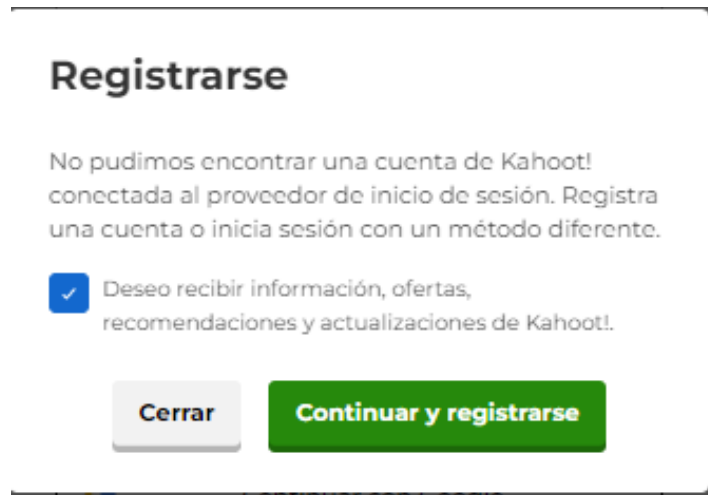 Registrarse
No pudimos encontrar una cuenta de Kahoot!
conectada al proveedor de inicio de sesión. Registra
una cuenta o inicia sesión con un método diferente.
Deseo recibir información, ofertas,
recomendaciones y actualizaciones de Kahoot!.
Cerrar Continuar y registrarse